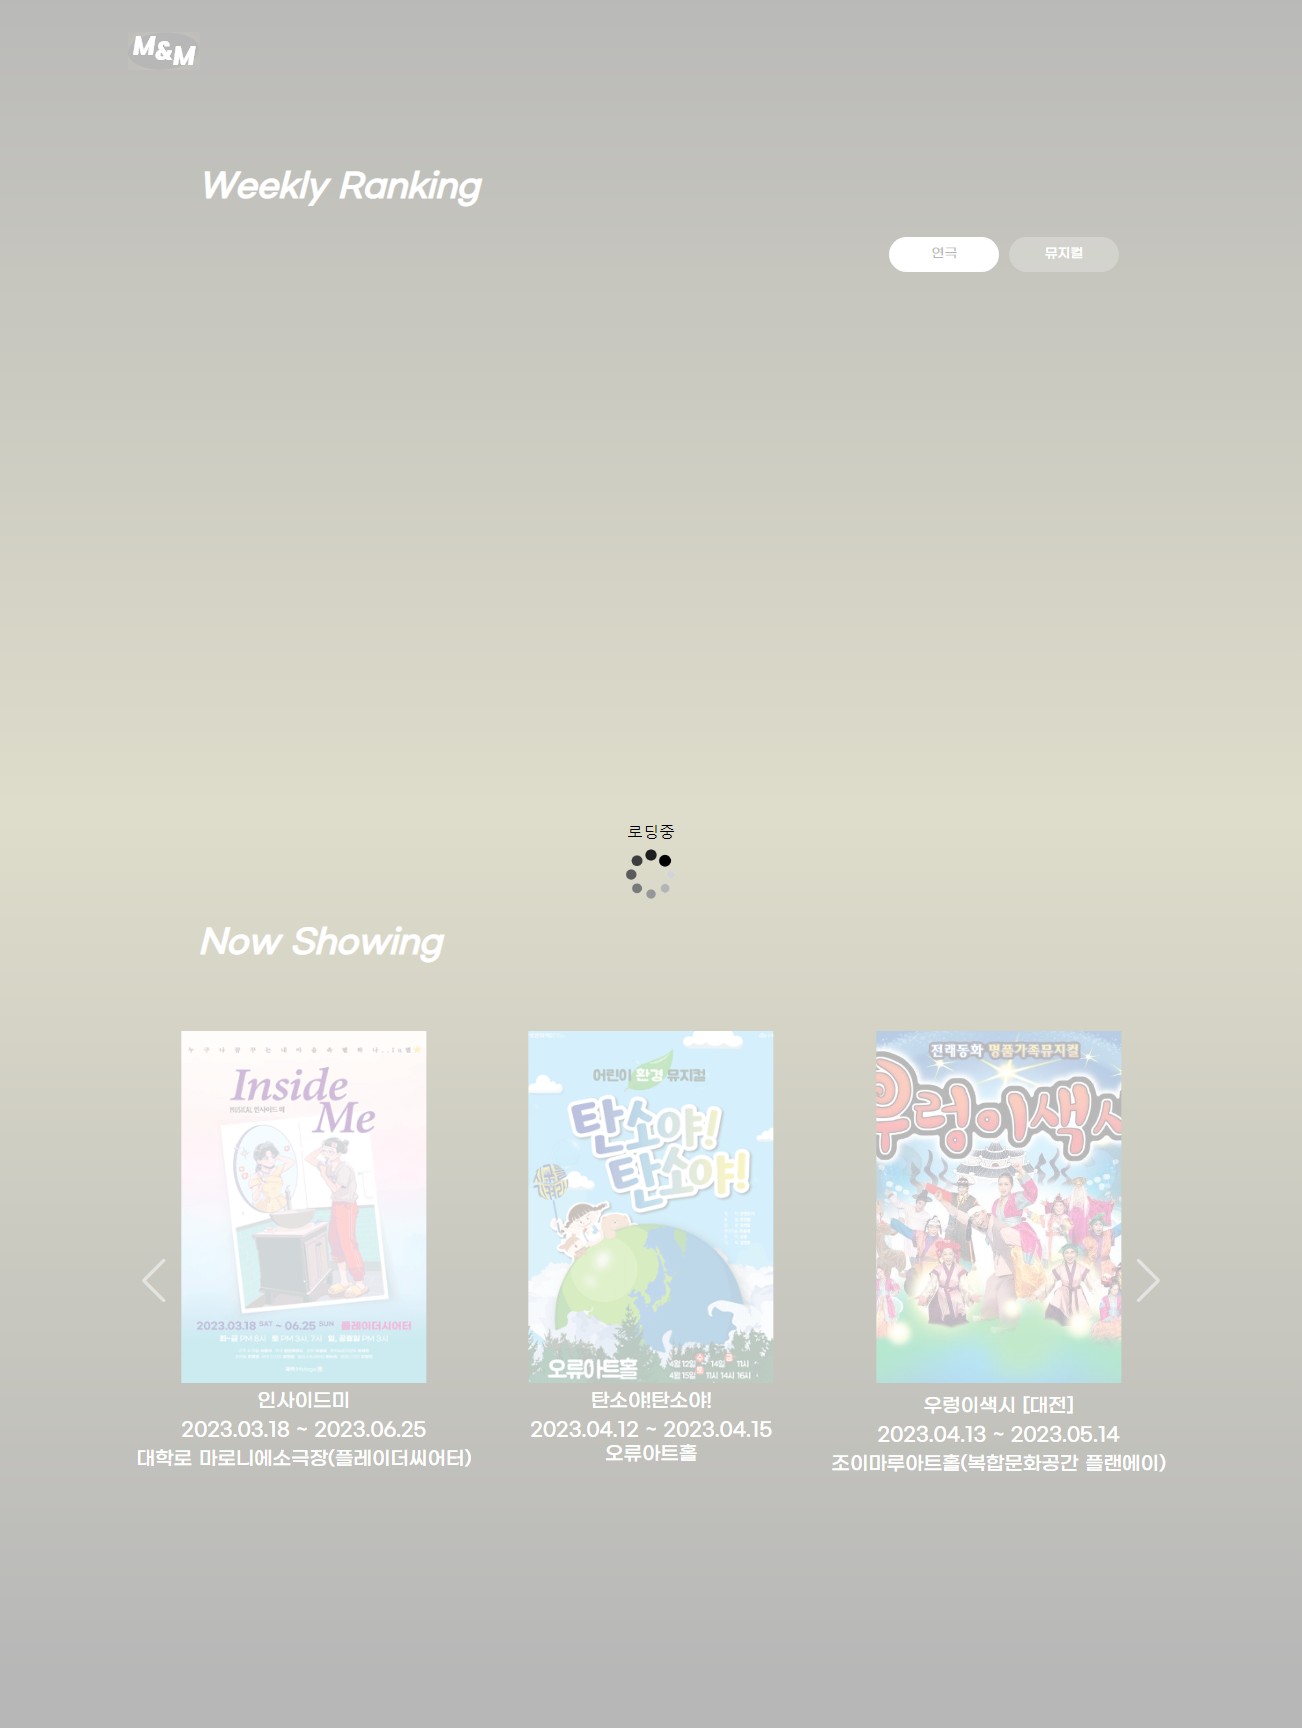 M&M
Weekly Ranking
연극
뮤지컬
로딩중
Now Showing
Inside
Me
MUSICAL 인사이드 미
2023.03.18 SAT ~ 06.25 SUN 플레이더시어터
어린이 환경 뮤지컬
탄소야!
탄소야!
오류아트홀
전래동화 명품가족뮤지컬
우렁이색시
인사이드미
2023.03.18 ~ 2023.06.25
대학로 마로니에소극장(플레이더씨어터)
탄소야!탄소야!
2023.04.12 ~ 2023.04.15
오류아트홀
우렁이색시 [대전]
2023.04.13 ~ 2023.05.14
조이마루아트홀(복합문화공간 플랜에이)